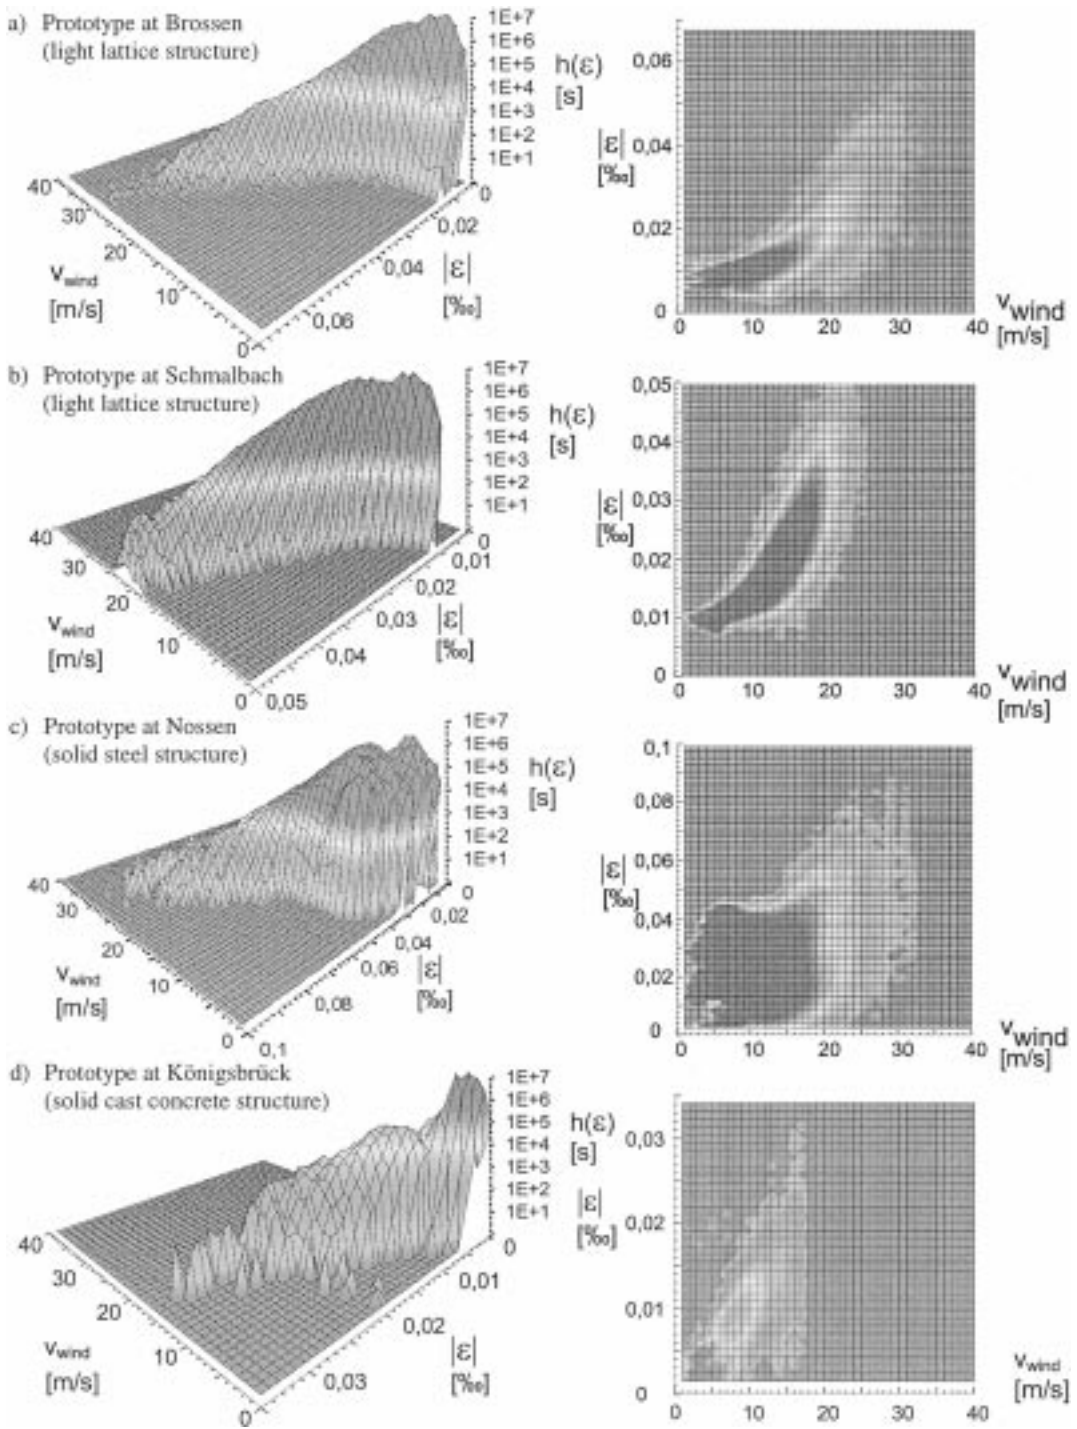 a) Prototype at Brossen
(light lattice structure)
1E+7
1E+6
1E+5
1E+4
1E+3
1E+2
1E+1
0
h(ε)
[s]
40
30
20
10
0
v wind
[m/s]
0,02
0,04
0,06
|ε|
[‰]
0,06
0,04
0,02
0
|ε|
[‰]
0 10 20 30 40
v wind
[m/s]
b) Prototype at Schmalbach
(light lattice structure)
1E+7
1E+6
1E+5
1E+4
1E+3
1E+2
1E+1
0
h(ε)
[s]
40
30
20
10
0
v wind
[m/s]
0,01
0,02
0,03
0,04
0,05
|ε|
[‰]
0,05
0,04
0,03
0,02
0,01
0
|ε|
[‰]
0 10 20 30 40
v wind
[m/s]
c) Prototype at Nossen
(solid steel structure)
1E+7
1E+6
1E+5
1E+4
1E+3
1E+2
1E+1
0
h(ε)
[s]
40
30
20
10
0
v wind
[m/s]
0,02
0,04
0,06
0,08
0,1
|ε|
[‰]
0,1
0,08
0,06
0,04
0,02
0
|ε|
[‰]
0 10 20 30 40
v wind
[m/s]
d) Prototype at Königsbrück
(solid cast concrete structure)
1E+7
1E+6
1E+5
1E+4
1E+3
1E+2
1E+1
0
h(ε)
[s]
40
30
20
10
0
v wind
[m/s]
0,01
0,02
0,03
|ε|
[‰]
0,03
0,02
0,01
0
|ε|
[‰]
0 10 20 30 40
v wind
[m/s]